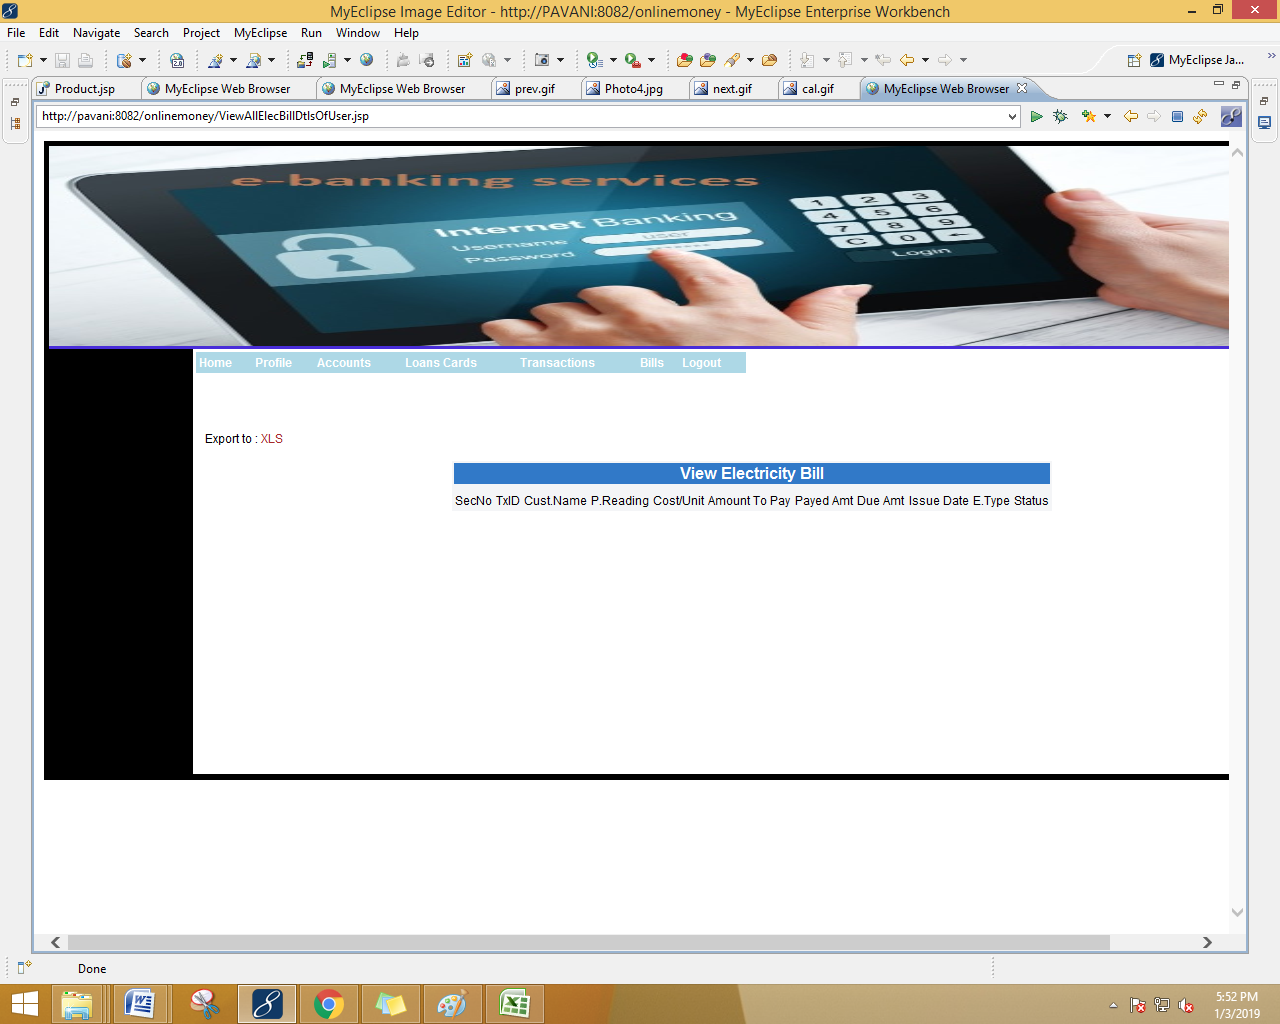 MyEclipse Image Editor - http://PAVANI:8082/onlinemoney - MyEclipse Enterprise Workbench
File Edit Navigate Search Project MyEclipse Run Window Help
MyEclipse Ja...
Product.jsp MyEclipse Web Browser MyEclipse Web Browser prev.gif Photo4.jpg next.gif cal.gif MyEclipse Web Browser
http://pavani:8082/onlinemoney/ViewAllElecBillDtlsOfUser.jsp
e-banking services
Internet Banking
Username user
Password ********
1 2 3
4 5 6
7 8 9
C 0
Login
Home Profile Accounts Loans Cards Transactions Bills Logout
Export to : XLS
View Electricity Bill
SecNo TxID Cust.Name P.Reading Cost/Unit Amount To Pay Payed Amt Due Amt Issue Date E.Type Status
Done
5:52 PM
1/3/2019